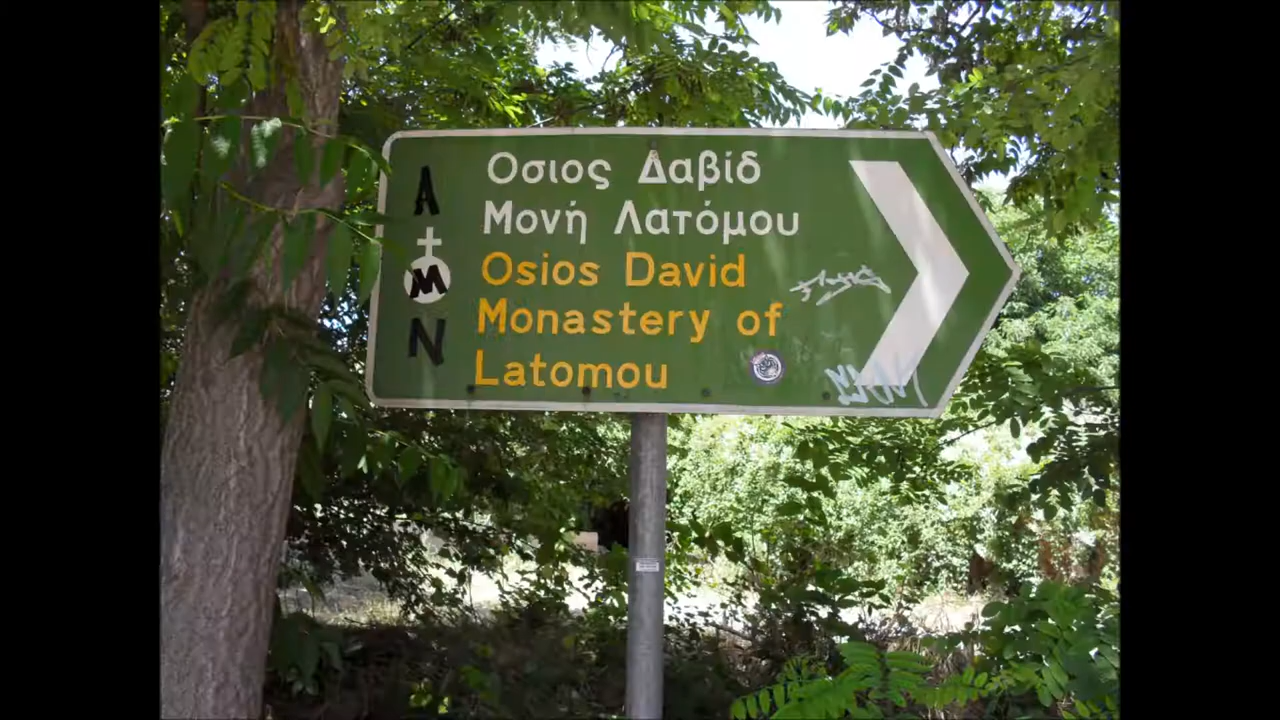 Οσιος Δαβίδ
Μονή Λατόμου
Osios David
Monastery of
Latomou
A
M
N